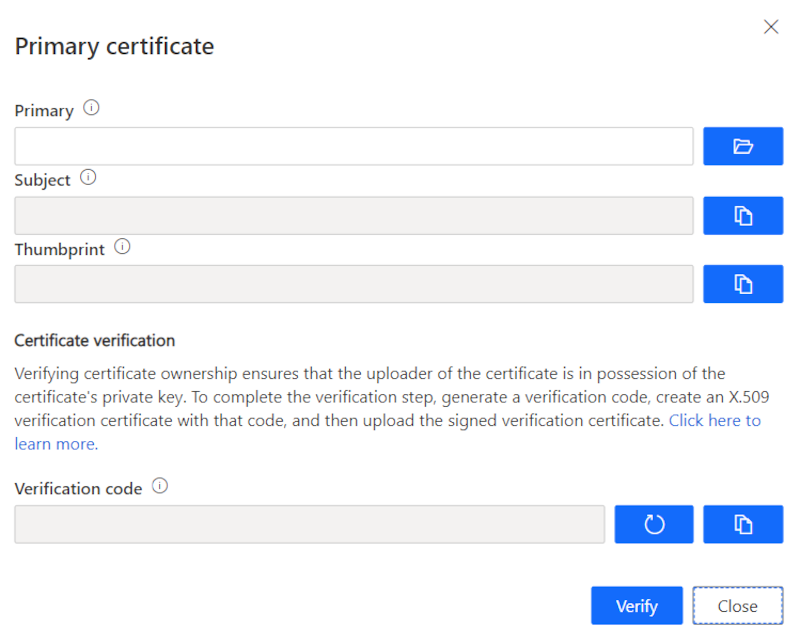 Primary certificate
Primary
Subject
Thumbprint
Certificate verification
Verifying certificate ownership ensures that the uploader of the certificate is in possession of the
certificate's private key. To complete the verification step, generate a verification code, create an X.509
verification certificate with that code, and then upload the signed verification certificate. Click here to
learn more.
Verification code
Verify Close